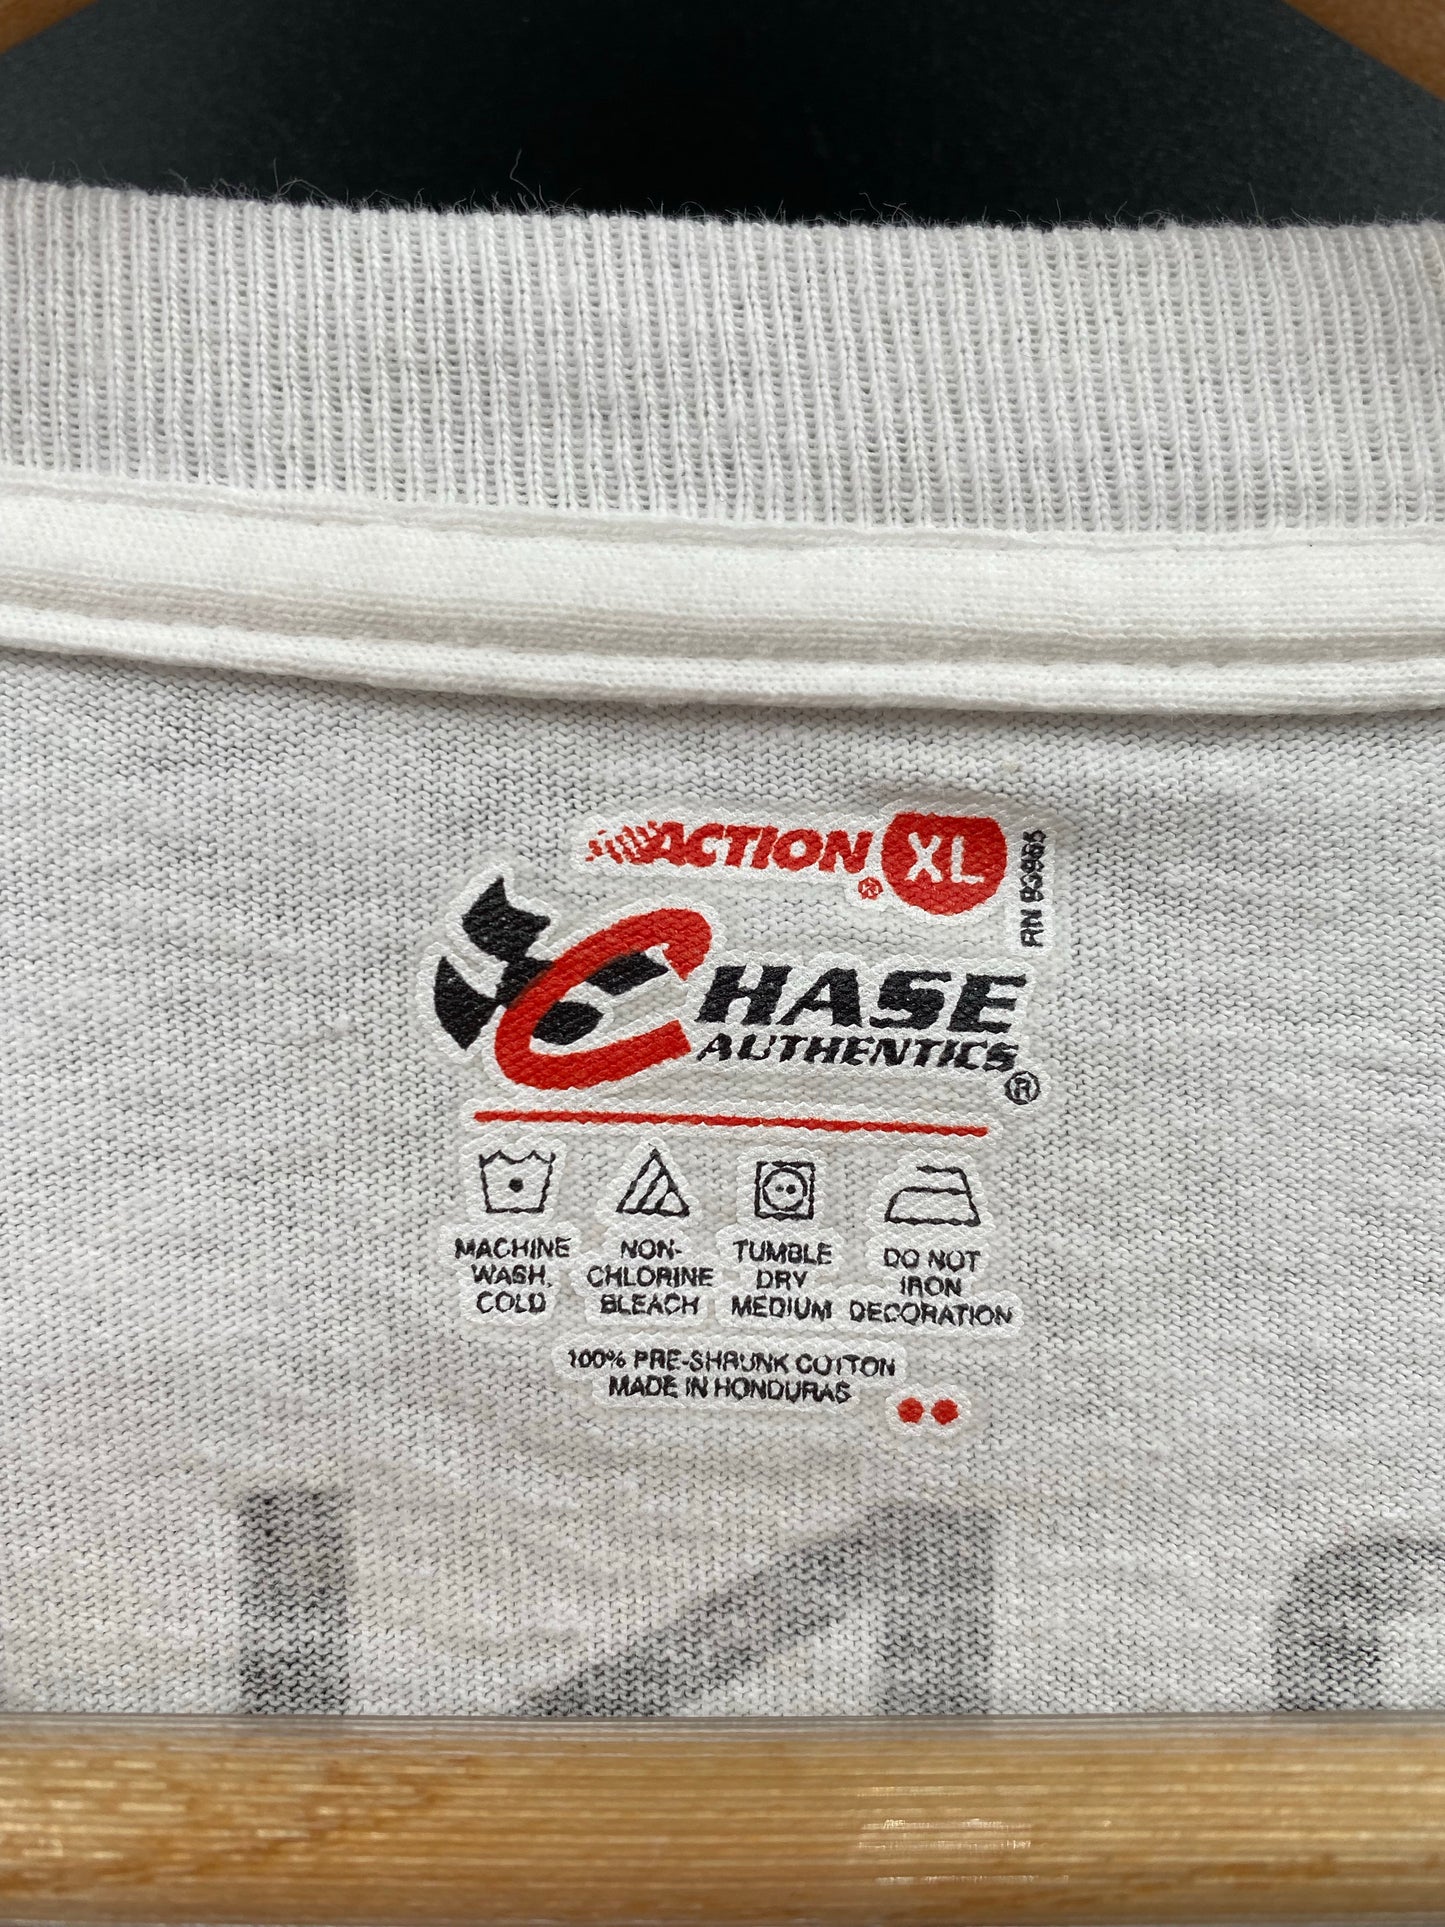 ACTION® XL
RN 93965
CHASE
AUTHENTICS®
MACHINE WASH, COLD
NON-CHLORINE BLEACH
TUMBLE DRY MEDIUM
DO NOT IRON DECORATION
100% PRE-SHRUNK COTTON
MADE IN HONDURAS